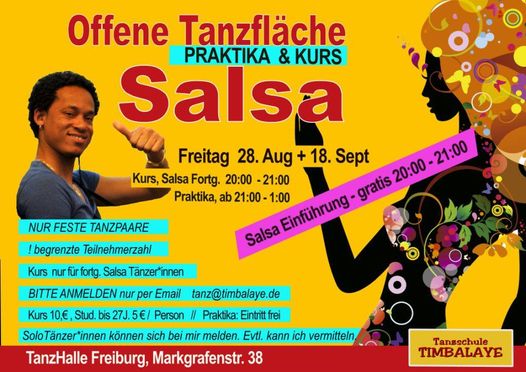 Offene Tanzfläche
PRAKTIKA & KURS
Salsa
Freitag 28. Aug + 18. Sept
Kurs, Salsa Fortg. 20:00 - 21:00
Praktika, ab 21:00 - 1:00
Salsa Einführung - gratis 20:00 - 21:00
NUR FESTE TANZPAARE
! begrenzte Teilnehmerzahl
Kurs nur für fortg. Salsa Tänzer*innen
BITTE ANMELDEN nur per Email tanz@timbalaye.de
Kurs 10,€ , Stud. bis 27J. 5 € / Person // Praktika: Eintritt frei
SoloTänzer*innen können sich bei mir melden. Evtl. kann ich vermitteln
TanzHalle Freiburg, Markgrafenstr. 38
Tanzschule
TIMBALAYE